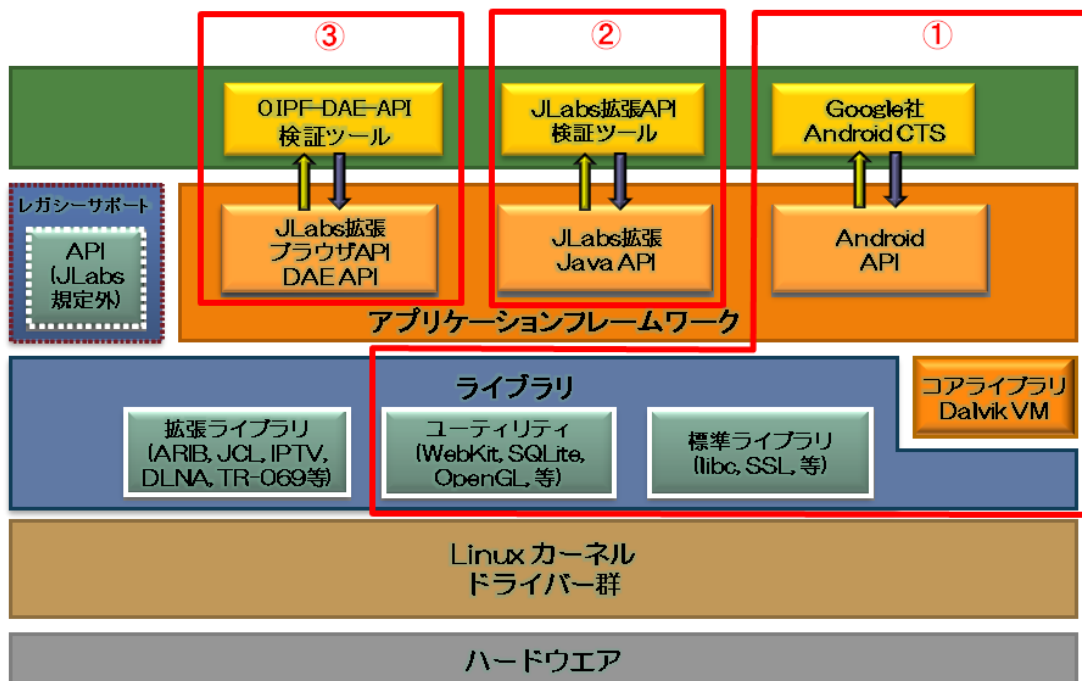 ③
②
①
OIPF-DAE-API
検証ツール
JLabs拡張API
検証ツール
Google社
Android CTS
レガシーサポート
API
(JLabs
規定外)
JLabs拡張
ブラウザAPI
DAE API
JLabs拡張
Java API
Android
API
アプリケーションフレームワーク
ライブラリ
コアライブラリ
Dalvik VM
拡張ライブラリ
(ARIB, JCL, IPTV,
DLNA, TR-069等)
ユーティリティ
(WebKit, SQLite,
OpenGL, 等)
標準ライブラリ
(libc, SSL, 等)
Linux カーネル
ドライバー群
ハードウエア